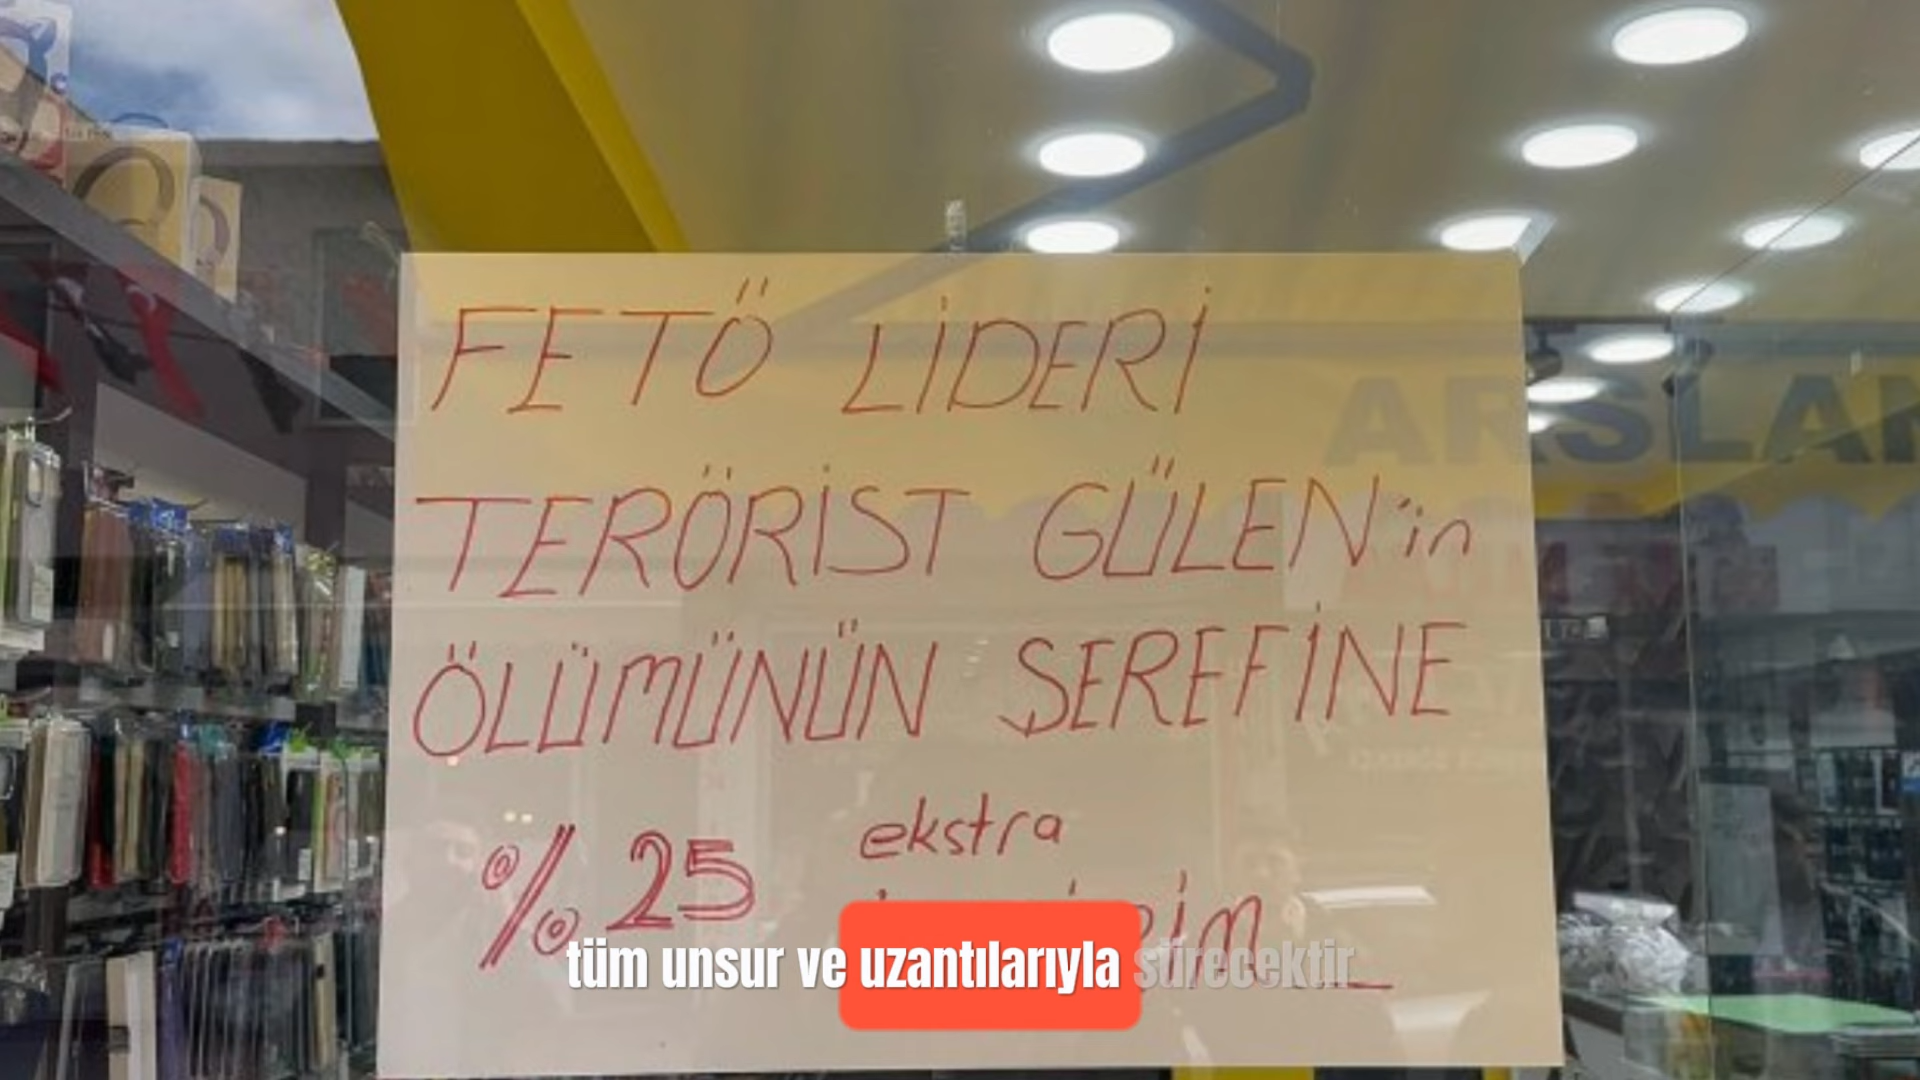 FETÖ LİDERİ
TERÖRİST GÜLEN'in
ÖLÜMÜNÜN ŞEREFİNE
%25 ekstra
tüm unsur ve uzantılarıyla sürecektir
ARSLAN